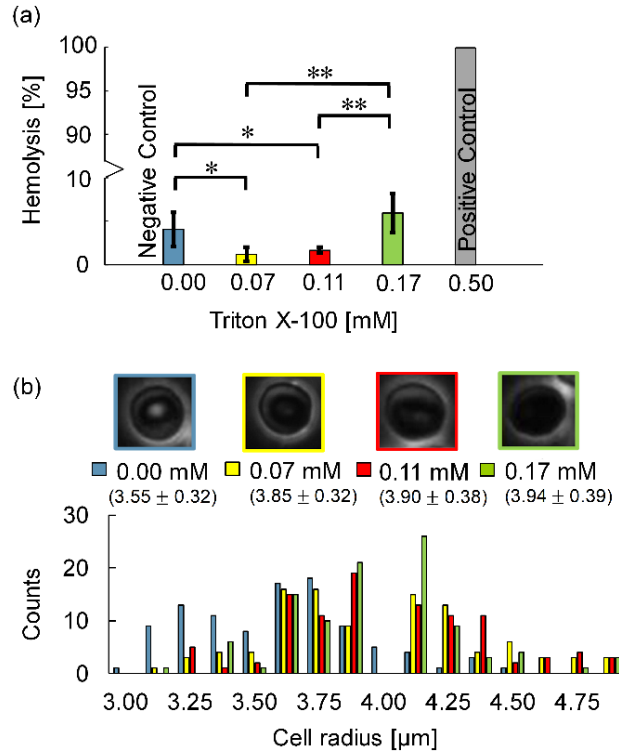 (a)
Hemolysis [%]
100
95
90
10
0
Negative Control
Positive Control
*
*
**
**
0.00 0.07 0.11 0.17 0.50
Triton X-100 [mM]
(b)
0.00 mM 0.07 mM 0.11 mM 0.17 mM
(3.55 ± 0.32) (3.85 ± 0.32) (3.90 ± 0.38) (3.94 ± 0.39)
Counts
30
20
10
0
3.00 3.25 3.50 3.75 4.00 4.25 4.50 4.75
Cell radius [µm]